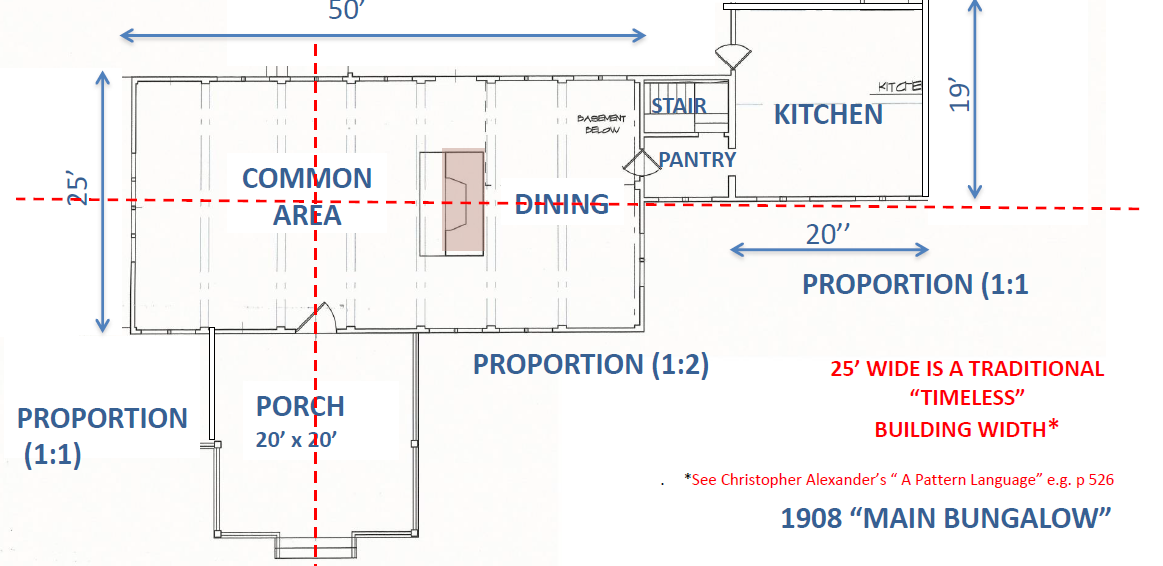 50’
25’
COMMON
AREA
BASEMENT
BELOW
DINING
STAIR
PANTRY
KITCHEN
19’
20’’
PROPORTION (1:1
PROPORTION (1:2)
PROPORTION
(1:1)
PORCH
20’ x 20’
25’ WIDE IS A TRADITIONAL
“TIMELESS”
BUILDING WIDTH*
. *See Christopher Alexander’s “ A Pattern Language” e.g. p 526
1908 “MAIN BUNGALOW”